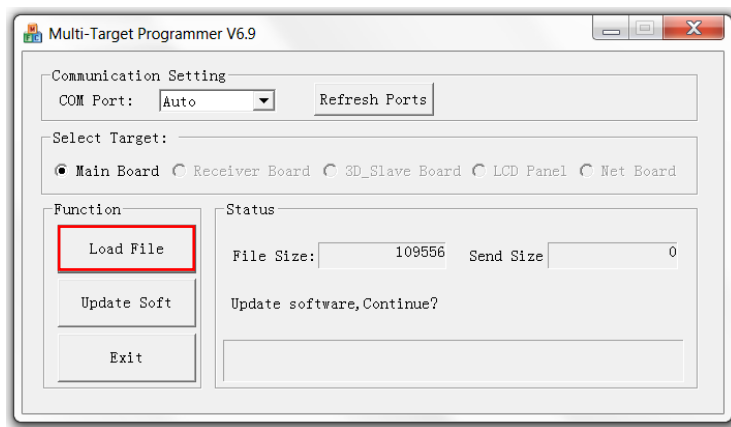 Multi-Target Programmer V6.9
Communication Setting
COM Port: Auto Refresh Ports
Select Target:
Main Board Receiver Board 3D_Slave Board LCD Panel Net Board
Function
Load File
Update Soft
Exit
Status
File Size: 109556 Send Size 0
Update software,Continue?